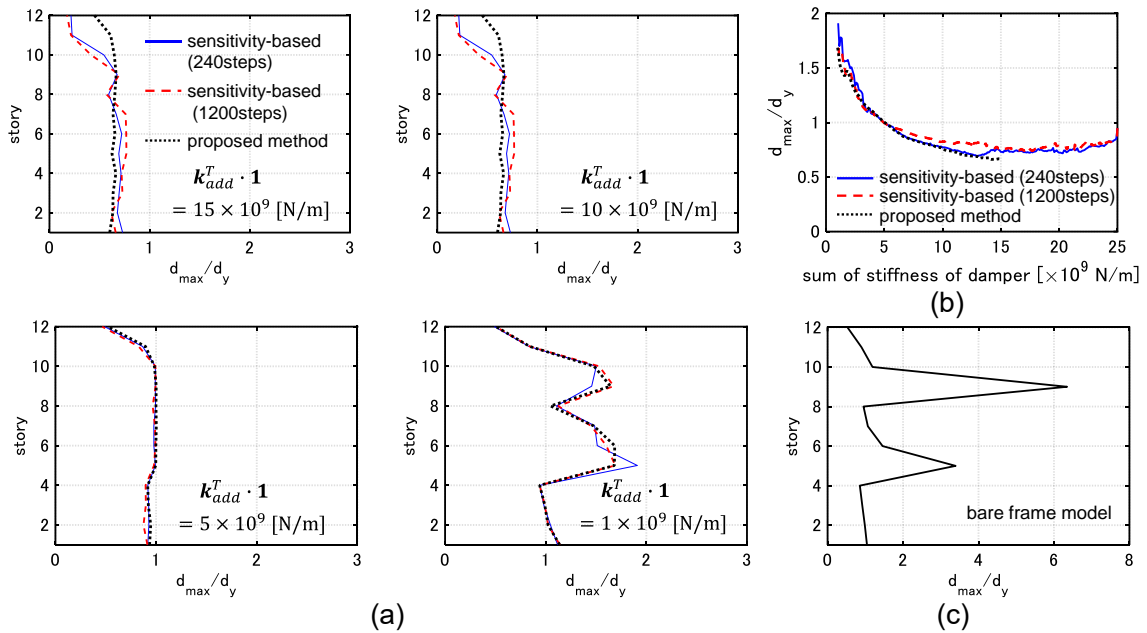 12
10
8
6
4
2
story
sensitivity-based
(240steps)
sensitivity-based
(1200steps)
proposed method
k^T_add · 1
= 15 × 10^9 [N/m]
0 1 2 3
d_max/d_y
12
10
8
6
4
2
story
k^T_add · 1
= 10 × 10^9 [N/m]
0 1 2 3
d_max/d_y
2
1.5
1
0.5
0
d_max/d_y
sensitivity-based (240steps)
sensitivity-based (1200steps)
proposed method
0 5 10 15 20 25
sum of stiffness of damper [×10^9 N/m]
(b)
12
10
8
6
4
2
story
k^T_add · 1
= 5 × 10^9 [N/m]
0 1 2 3
d_max/d_y
12
10
8
6
4
2
story
k^T_add · 1
= 1 × 10^9 [N/m]
0 1 2 3
d_max/d_y
(a)
12
10
8
6
4
2
story
bare frame model
0 2 4 6 8
d_max/d_y
(c)